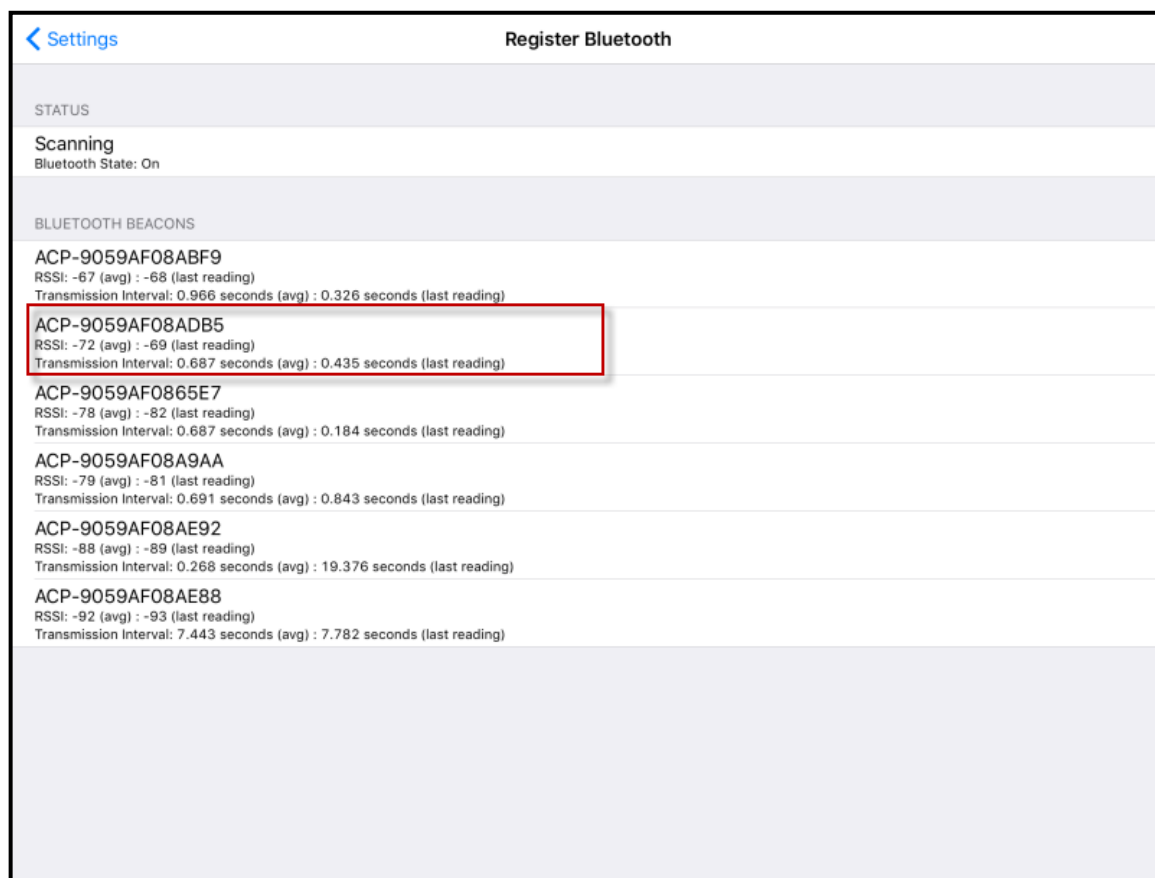 Settings
Register Bluetooth
STATUS
Scanning
Bluetooth State: On
BLUETOOTH BEACONS
ACP-9059AF08ABF9
RSSI: -67 (avg) : -68 (last reading)
Transmission Interval: 0.966 seconds (avg) : 0.326 seconds (last reading)
ACP-9059AF08ADB5
RSSI: -72 (avg) : -69 (last reading)
Transmission Interval: 0.687 seconds (avg) : 0.435 seconds (last reading)
ACP-9059AF0865E7
RSSI: -78 (avg) : -82 (last reading)
Transmission Interval: 0.687 seconds (avg) : 0.184 seconds (last reading)
ACP-9059AF08A9AA
RSSI: -79 (avg) : -81 (last reading)
Transmission Interval: 0.691 seconds (avg) : 0.843 seconds (last reading)
ACP-9059AF08AE92
RSSI: -88 (avg) : -89 (last reading)
Transmission Interval: 0.268 seconds (avg) : 19.376 seconds (last reading)
ACP-9059AF08AE88
RSSI: -92 (avg) : -93 (last reading)
Transmission Interval: 7.443 seconds (avg) : 7.782 seconds (last reading)